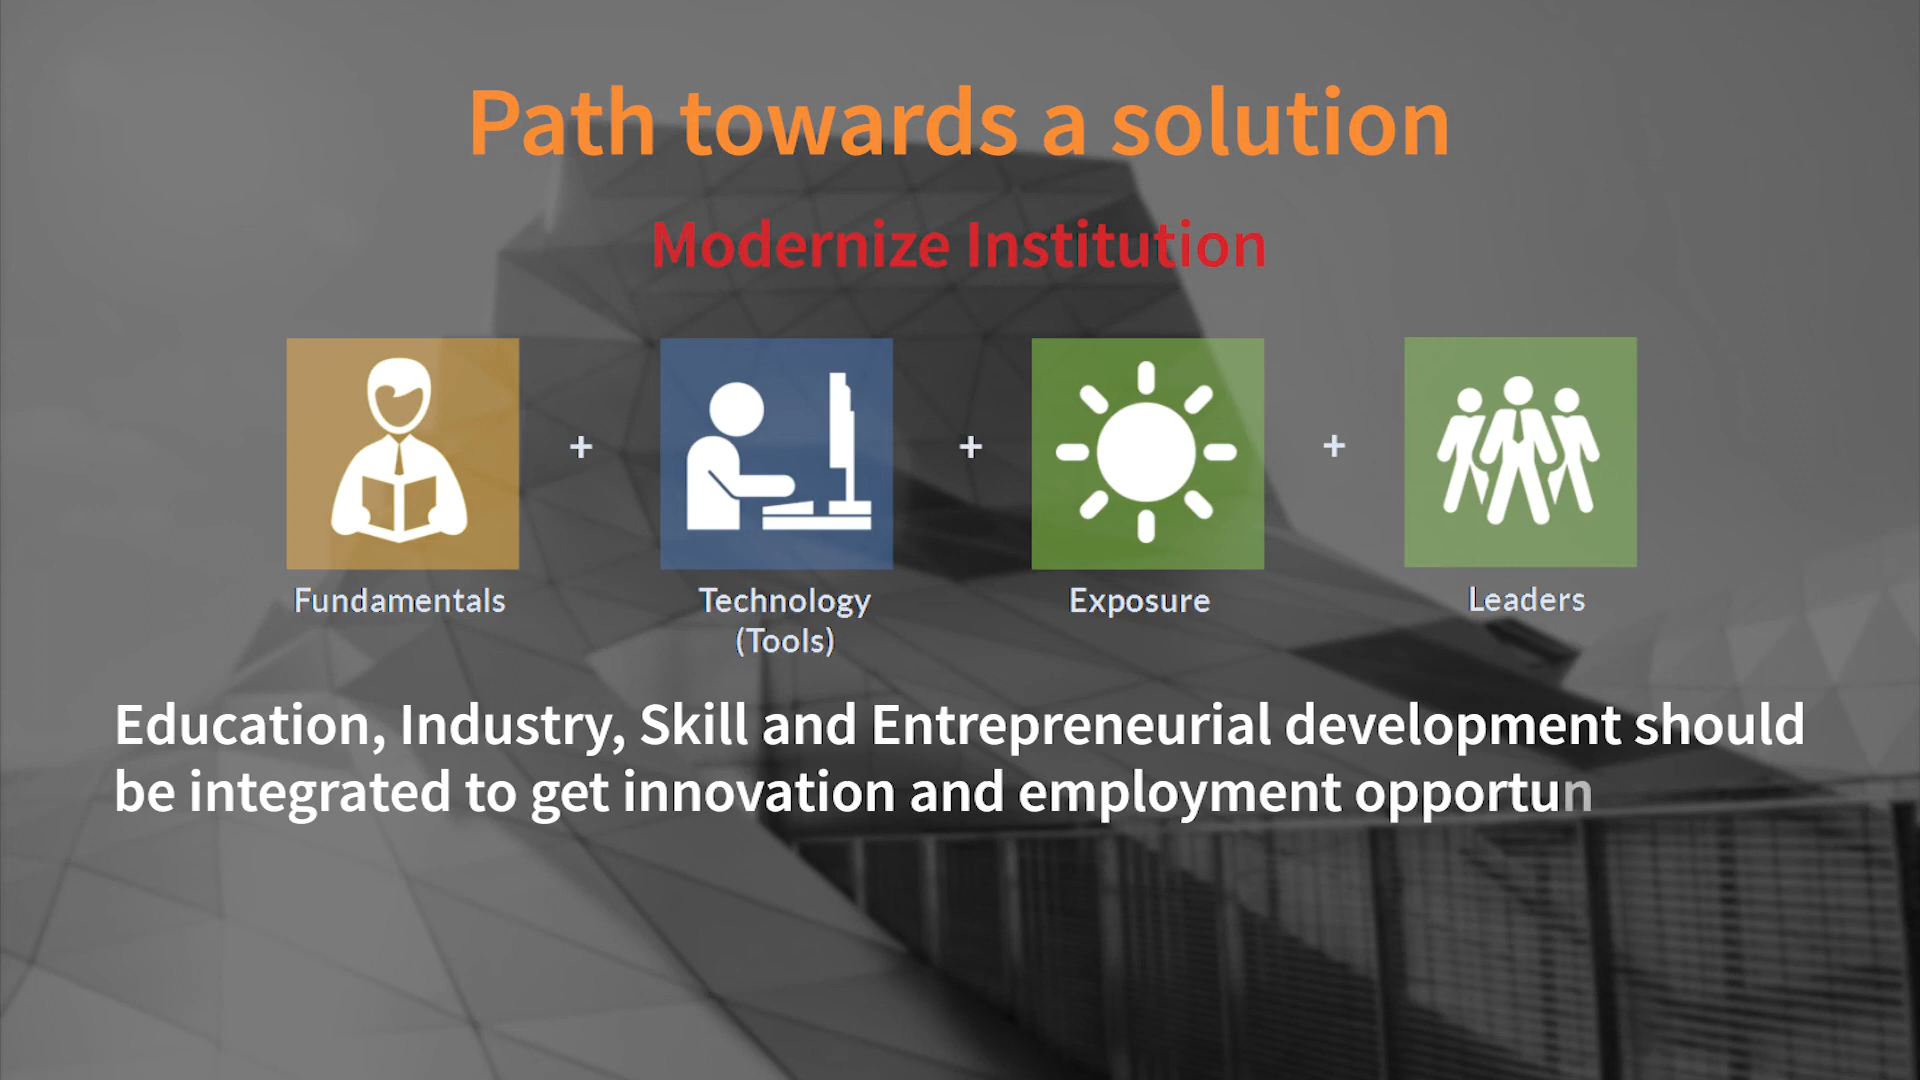 Path towards a solution
Modernize Institution
+ + +
Fundamentals
Technology
(Tools)
Exposure
Leaders
Education, Industry, Skill and Entrepreneurial development should
be integrated to get innovation and employment opportun